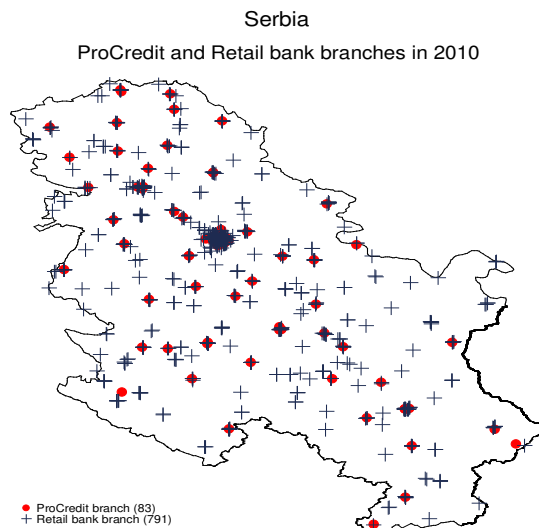 Serbia
ProCredit and Retail bank branches in 2010
ProCredit branch (83)
Retail bank branch (791)